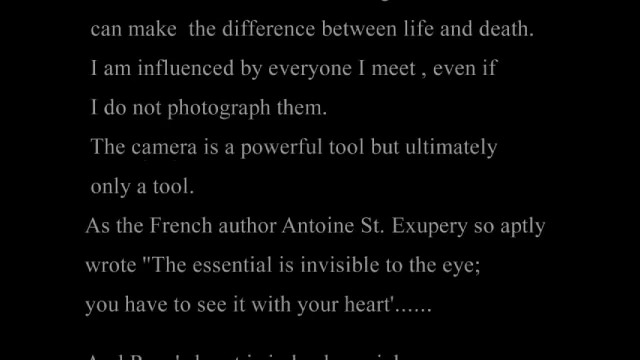 can make  the difference between life and death.
I am influenced by everyone I meet , even if
I do not photograph them.
The camera is a powerful tool but ultimately
only a tool.
As the French author Antoine St. Exupery so aptly
wrote "The essential is invisible to the eye;
you have to see it with your heart'......